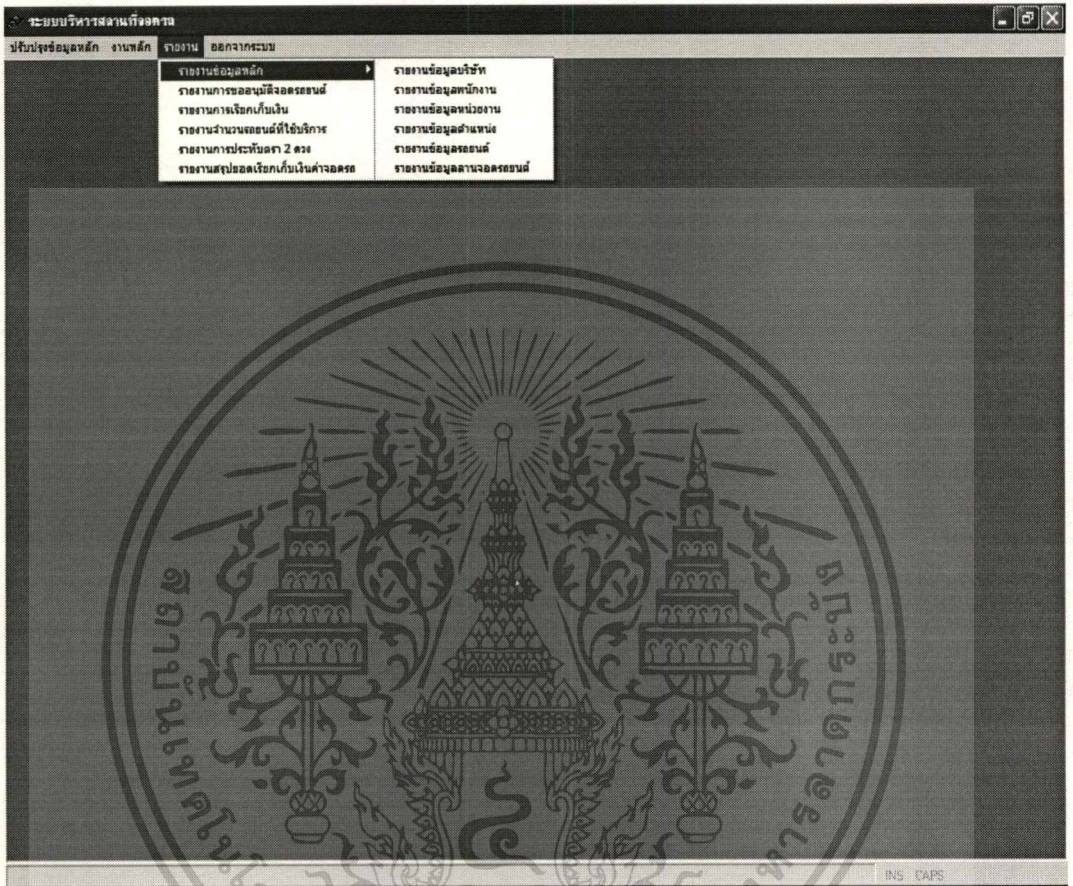 ระบบบริหารสถานที่จอดรถ
ปรับปรุงข้อมูลหลัก งานหลัก รายงาน ออกจากระบบ
รายงานข้อมูลหลัก
รายงานการขออนุมัติจอดรถยนต์
รายงานการเรียกเก็บเงิน
รายงานจำนวนรถยนต์ที่ใช้บริการ
รายงานการประทับตรา 2 ดวง
รายงานสรุปยอดเรียกเก็บเงินค่าจอดรถ
รายงานข้อมูลบริษัท
รายงานข้อมูลพนักงาน
รายงานข้อมูลหน่วยงาน
รายงานข้อมูลตำแหน่ง
รายงานข้อมูลรถยนต์
รายงานข้อมูลลานจอดรถยนต์
INS CAPS